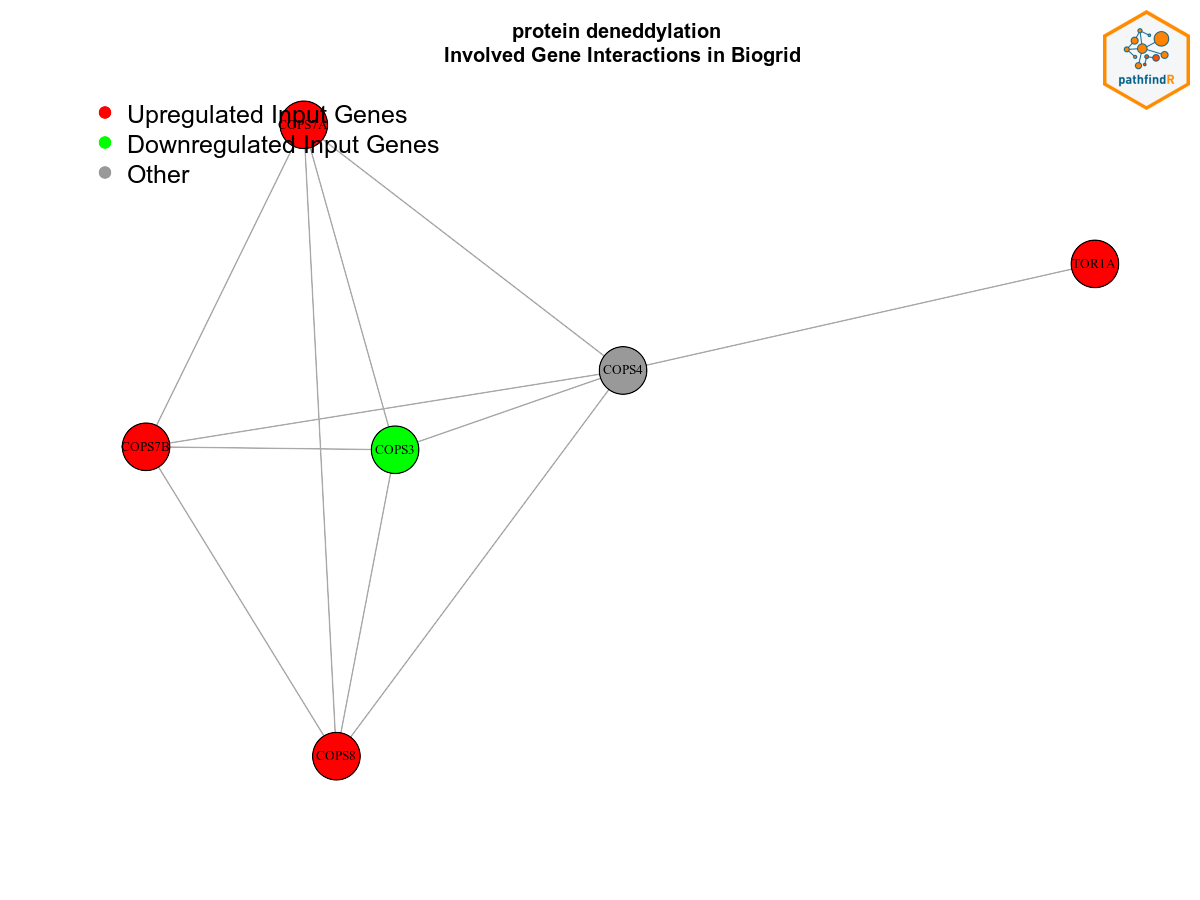 protein deneddylation
Involved Gene Interactions in Biogrid
pathfindR
Upregulated Input Genes
COPS7A
Downregulated Input Genes
Other
TOR1A
COPS4
COPS7B
COPS3
COPS8